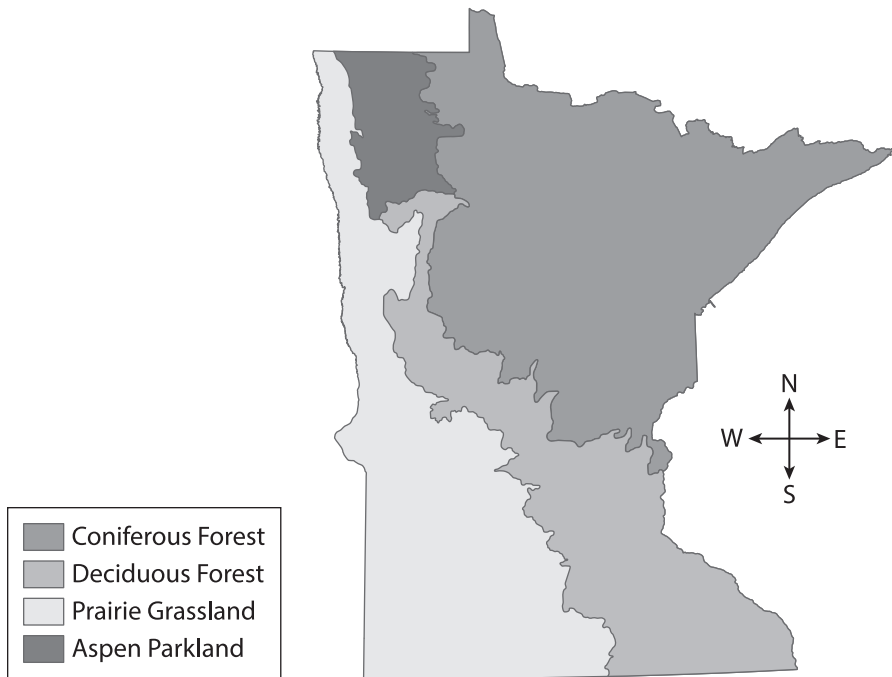 N
W E
S
Coniferous Forest
Deciduous Forest
Prairie Grassland
Aspen Parkland